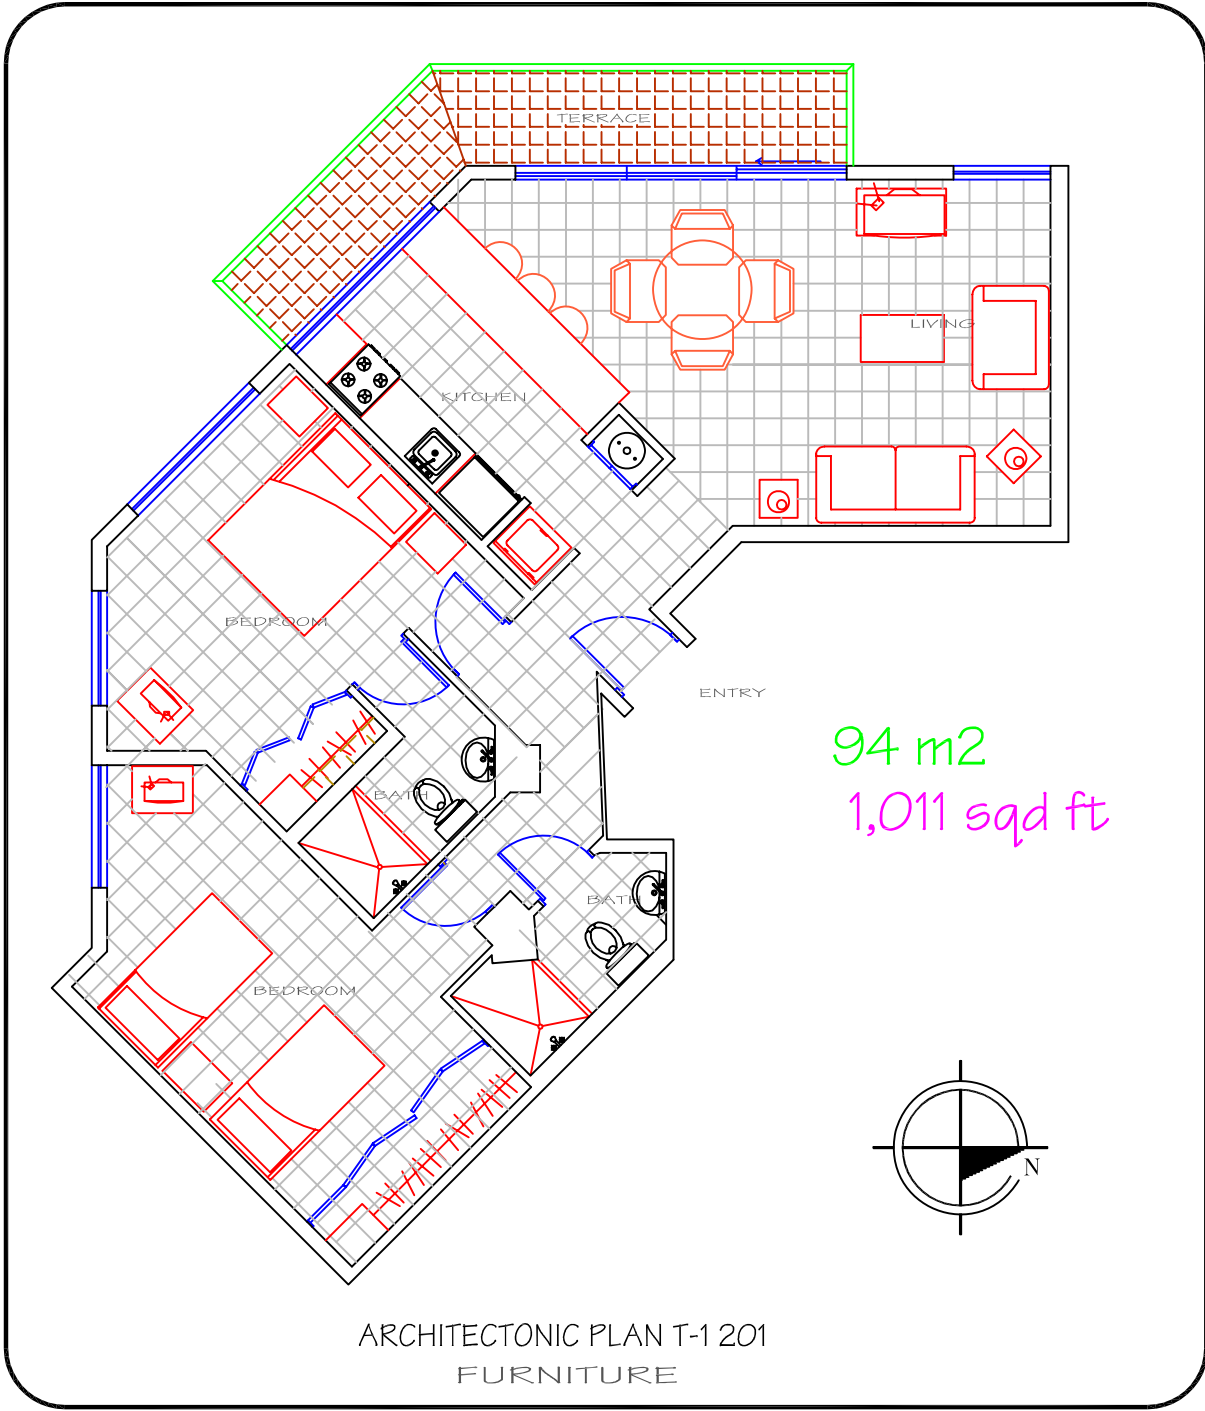 TERRACE
LIVING
KITCHEN
BEDROOM
ENTRY
94 m2
BATH
1,011 sqd ft
BATH
BEDROOM
N
ARCHITECTONIC PLAN T-1 201
FURNITURE